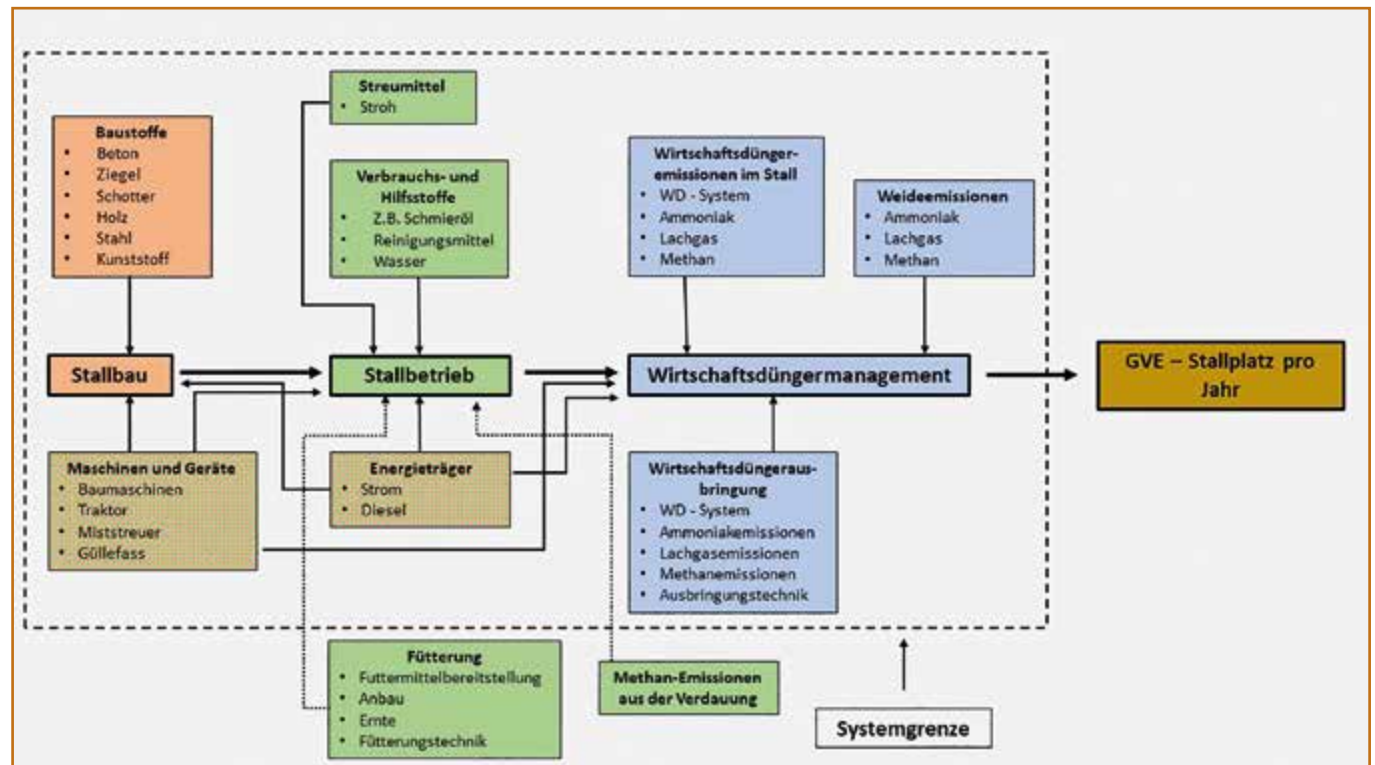 Streumittel
• Stroh
Baustoffe
• Beton
• Ziegel
• Schotter
• Holz
• Stahl
• Kunststoff
Verbrauchs- und
Hilfsstoffe
• Z.B. Schmieröl
• Reinigungsmittel
• Wasser
Wirtschaftsdünger-
emissionen im Stall
• WD - System
• Ammoniak
• Lachgas
• Methan
Weideemissionen
• Ammoniak
• Lachgas
• Methan
Stallbau
Stallbetrieb
Wirtschaftsdüngermanagement
GVE – Stallplatz pro
Jahr
Maschinen und Geräte
• Baumaschinen
• Traktor
• Miststreuer
• Güllefass
Energieträger
• Strom
• Diesel
Wirtschaftsdüngeraus-
bringung
• WD - System
• Ammoniakemissionen
• Lachgasemissionen
• Methanemissionen
• Ausbringungstechnik
Fütterung
• Futtermittelbereitstellung
• Anbau
• Ernte
• Fütterungstechnik
Methan-Emissionen
aus der Verdauung
Systemgrenze